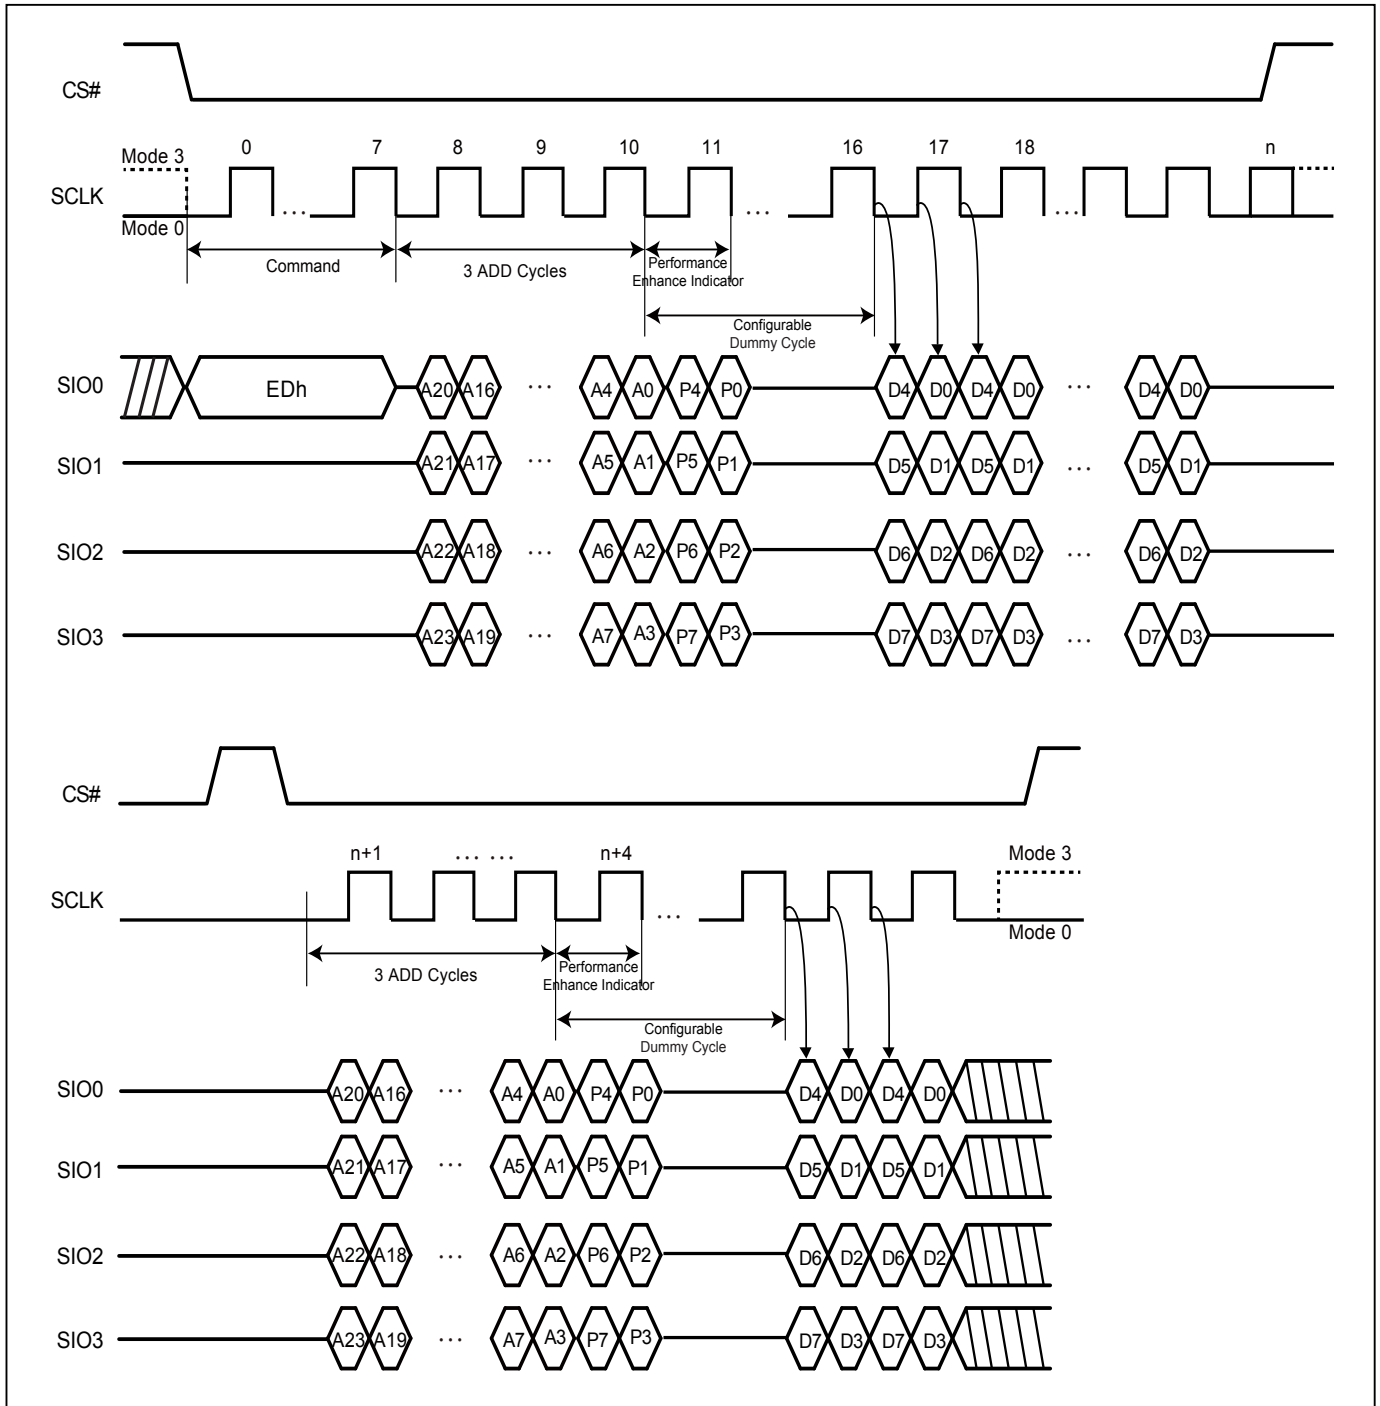 CS#
0 7 8 9 10 11 16 17 18 n
Mode 3
SCLK
...
...
...
Mode 0
Command
3 ADD Cycles
Performance
Enhance Indicator
Configurable
Dummy Cycle
SIO0 EDh A20 A16 ... A4 A0 P4 P0 D4 D0 D4 D0 ... D4 D0
SIO1 A21 A17 ... A5 A1 P5 P1 D5 D1 D5 D1 ... D5 D1
SIO2 A22 A18 ... A6 A2 P6 P2 D6 D2 D6 D2 ... D6 D2
SIO3 A23 A19 ... A7 A3 P7 P3 D7 D3 D7 D3 ... D7 D3
CS#
n+1 ... ... n+4 Mode 3
SCLK
...
Mode 0
3 ADD Cycles
Performance
Enhance Indicator
Configurable
Dummy Cycle
SIO0 A20 A16 ... A4 A0 P4 P0 D4 D0 D4 D0
SIO1 A21 A17 ... A5 A1 P5 P1 D5 D1 D5 D1
SIO2 A22 A18 ... A6 A2 P6 P2 D6 D2 D6 D2
SIO3 A23 A19 ... A7 A3 P7 P3 D7 D3 D7 D3